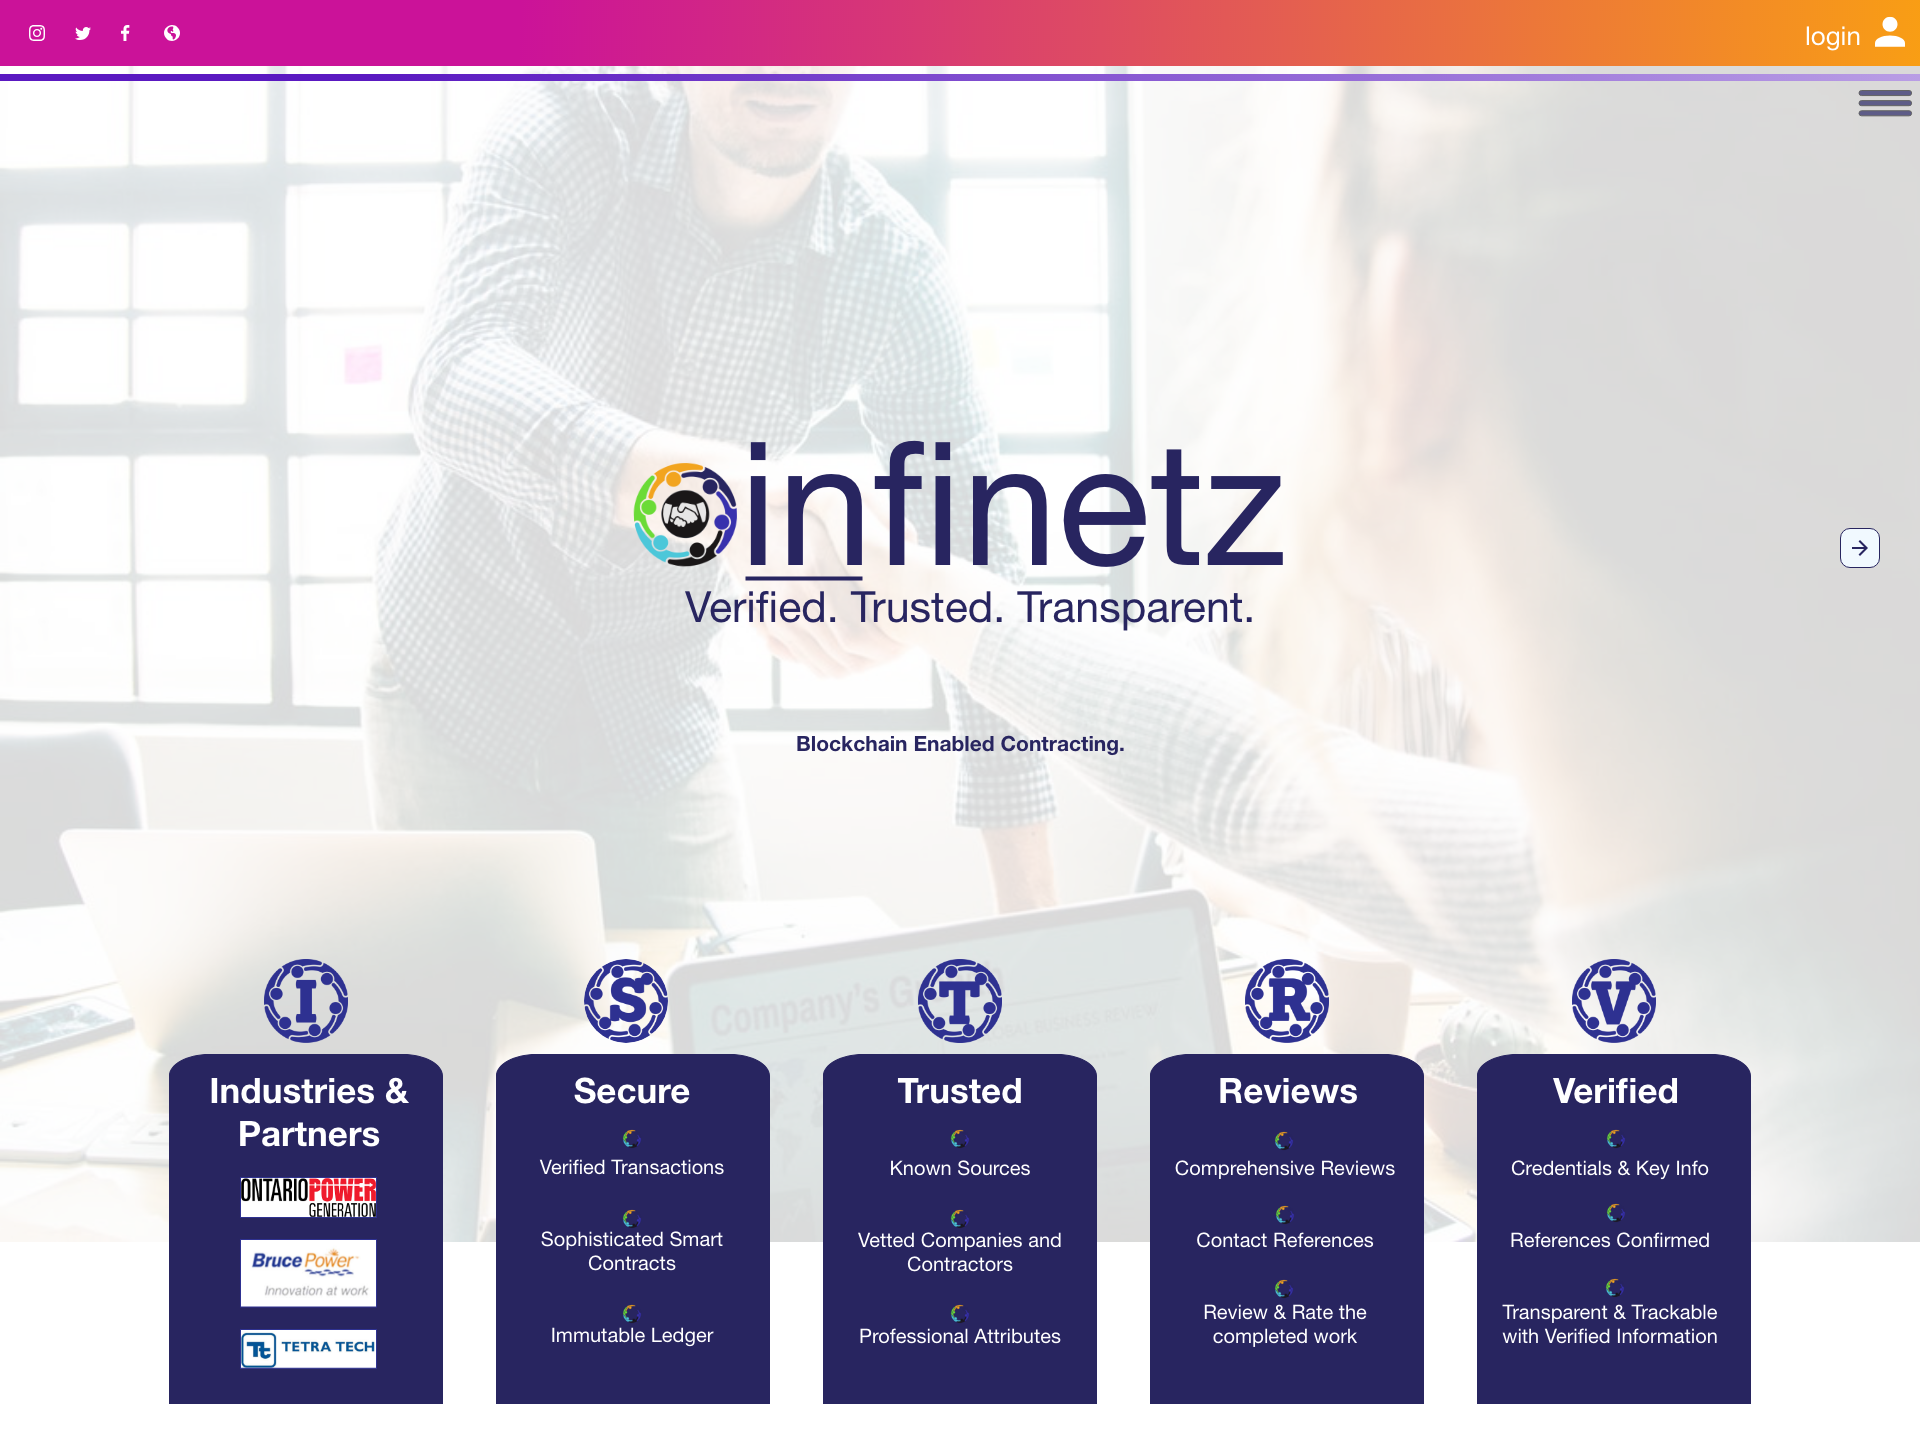 login
infinetz
Verified. Trusted. Transparent.
Blockchain Enabled Contracting.
Company's
REVIEW
I
S
T
R
V
Industries &
Partners
ONTARIOPOWER
GENERATION
Bruce Power
Innovation at work
Tt TETRA TECH
Secure
Verified Transactions
Sophisticated Smart
Contracts
Immutable Ledger
Trusted
Known Sources
Vetted Companies and
Contractors
Professional Attributes
Reviews
Comprehensive Reviews
Contact References
Review & Rate the
completed work
Verified
Credentials & Key Info
References Confirmed
Transparent & Trackable
with Verified Information